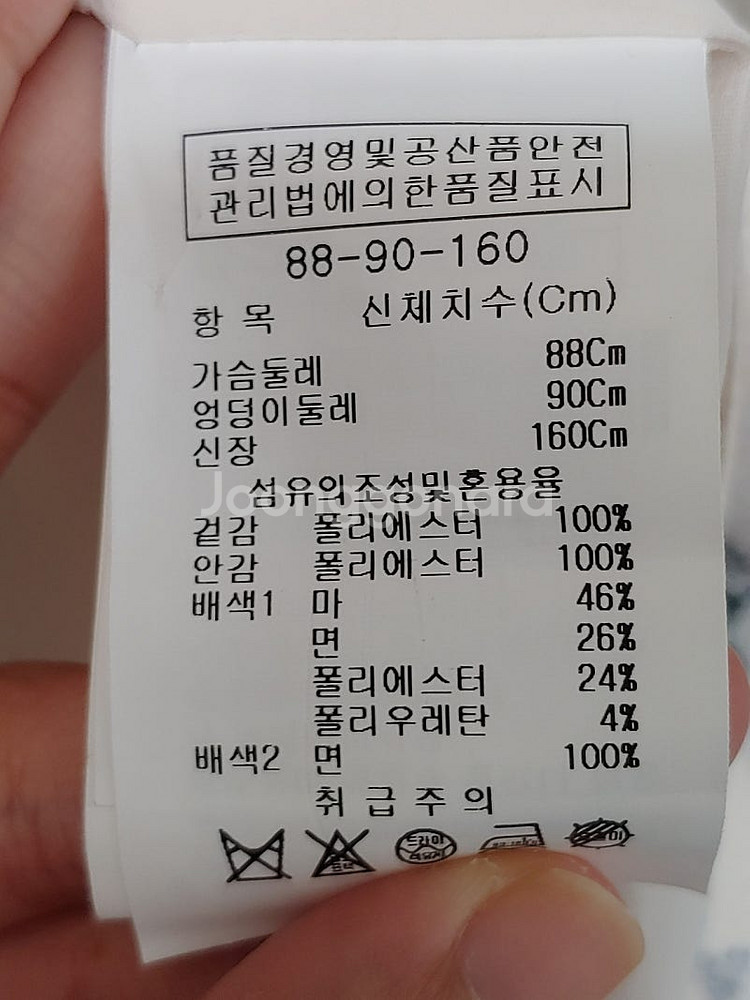 품질경영및공산품안전
관리법에의한품질표시
88-90-160
항 목 신체치수(Cm)
가슴둘레 88Cm
엉덩이둘레 90Cm
신장 160Cm
섬유의조성및혼용율
Joonggonara
겉감 폴리에스터 100%
안감 폴리에스터 100%
배색1 마 46%
면 26%
폴리에스터 24%
폴리우레탄 4%
배색2 면 100%
취급주의
드라이